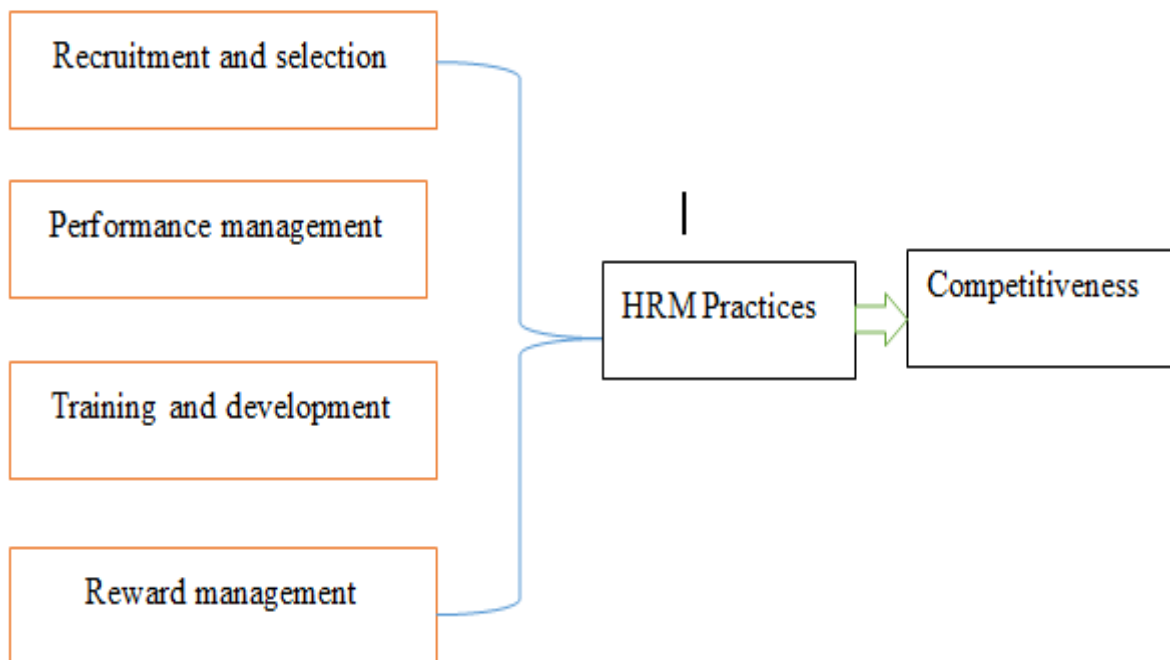 Recruitment and selection
Performance management
Training and development
Reward management
HRM Practices
Competitiveness